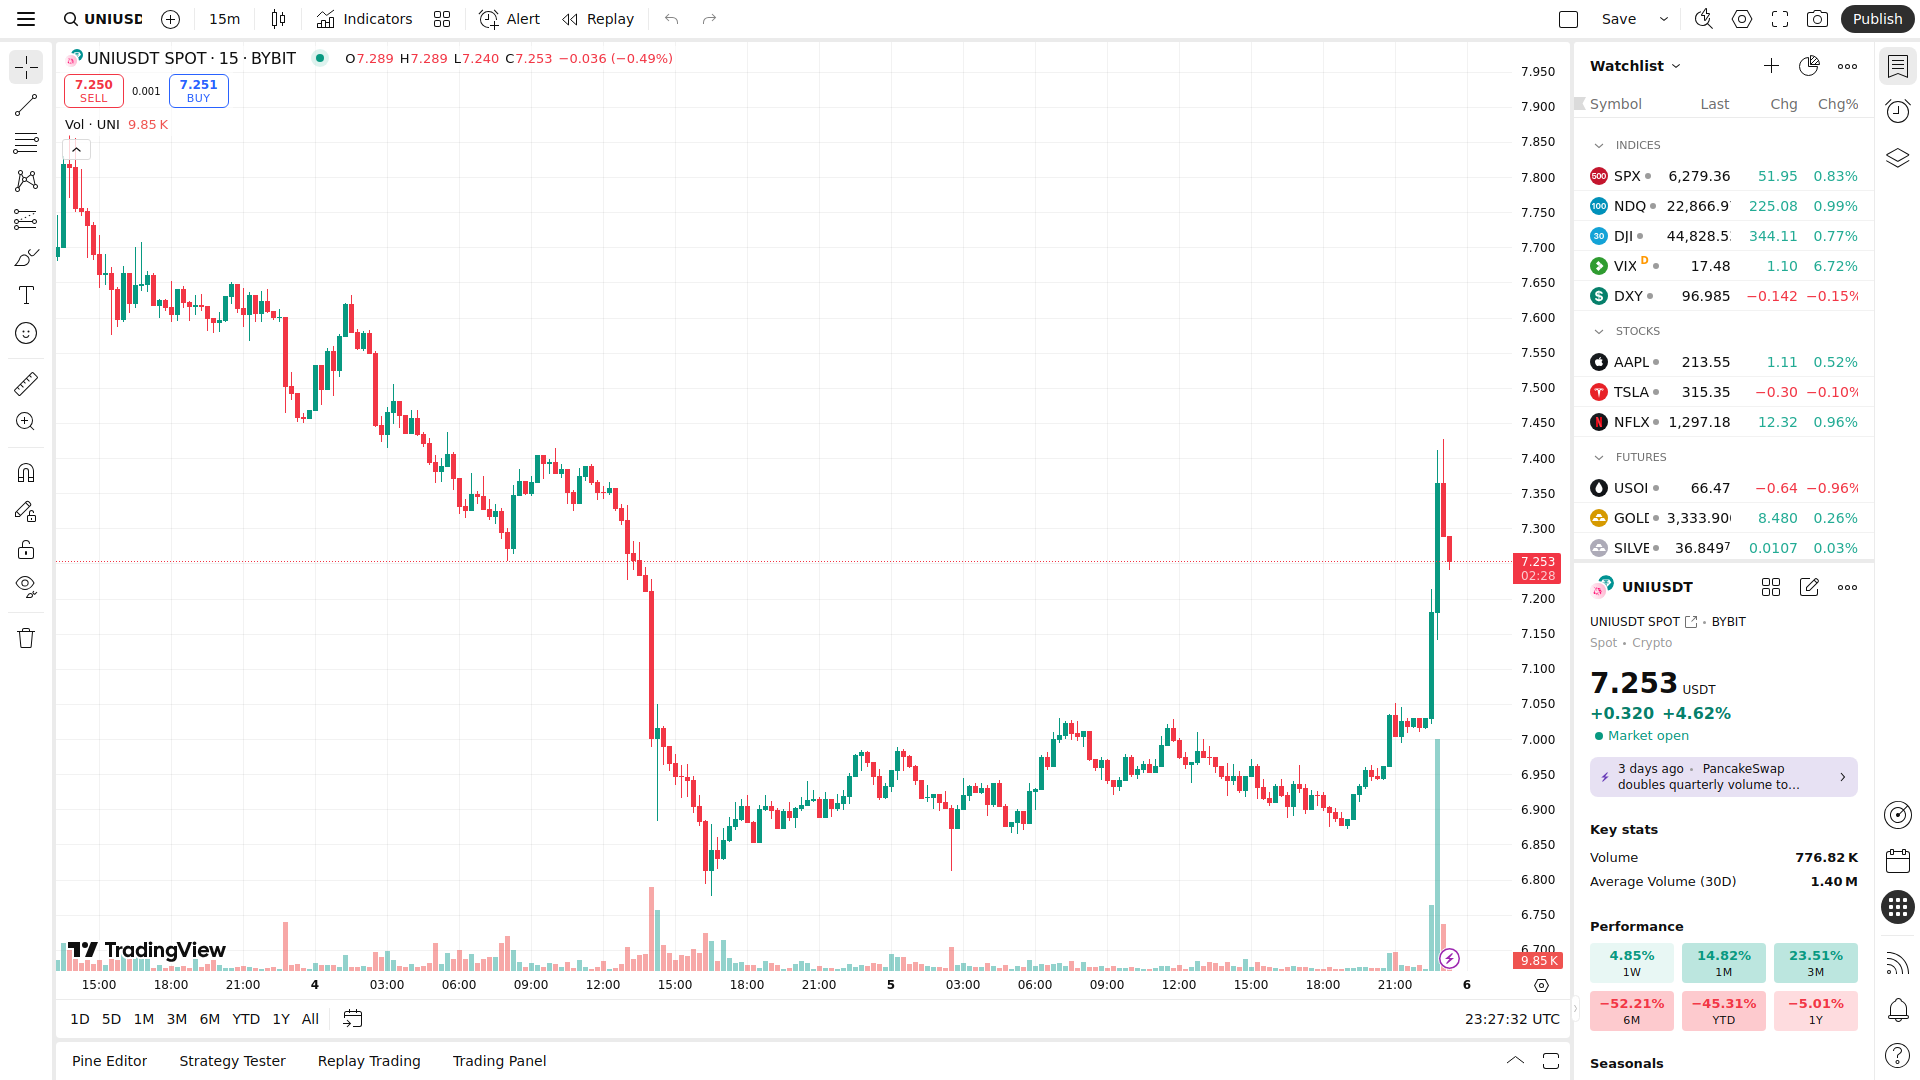 UNIUSD
15m
Indicators
Alert
Replay
Save
Publish
UNIUSDT SPOT · 15 · BYBIT
O7.289 H7.289 L7.240 C7.253 −0.036 (−0.49%)
7.250
SELL
0.001
7.251
BUY
Vol · UNI 9.85 K
7.950
7.900
7.850
7.800
7.750
7.700
7.650
7.600
7.550
7.500
7.450
7.400
7.350
7.300
7.253
02:28
7.200
7.150
7.100
7.050
7.000
6.950
6.900
6.850
6.800
6.750
6.700
9.85 K
TradingView
15:00 18:00 21:00 4 03:00 06:00 09:00 12:00 15:00 18:00 21:00 5 03:00 06:00 09:00 12:00 15:00 18:00 21:00 6
1D 5D 1M 3M 6M YTD 1Y All
23:27:32 UTC
Pine Editor Strategy Tester Replay Trading Trading Panel
Watchlist
Symbol Last Chg Chg%
INDICES
500 SPX 6,279.36 51.95 0.83%
100 NDQ 22,866.9 225.08 0.99%
30 DJI 44,828.5 344.11 0.77%
VIX D 17.48 1.10 6.72%
DXY 96.985 −0.142 −0.15%
STOCKS
AAPL 213.55 1.11 0.52%
TSLA 315.35 −0.30 −0.10%
NFLX 1,297.18 12.32 0.96%
FUTURES
USOI 66.47 −0.64 −0.96%
GOLD 3,333.90 8.480 0.26%
SILVE 36.849⁷ 0.0107 0.03%
UNIUSDT
UNIUSDT SPOT • BYBIT
Spot • Crypto
7.253 USDT
+0.320 +4.62%
Market open
3 days ago • PancakeSwap
doubles quarterly volume to…
Key stats
Volume 776.82 K
Average Volume (30D) 1.40 M
Performance
4.85% 14.82% 23.51%
1W 1M 3M
−52.21% −45.31% −5.01%
6M YTD 1Y
Seasonals